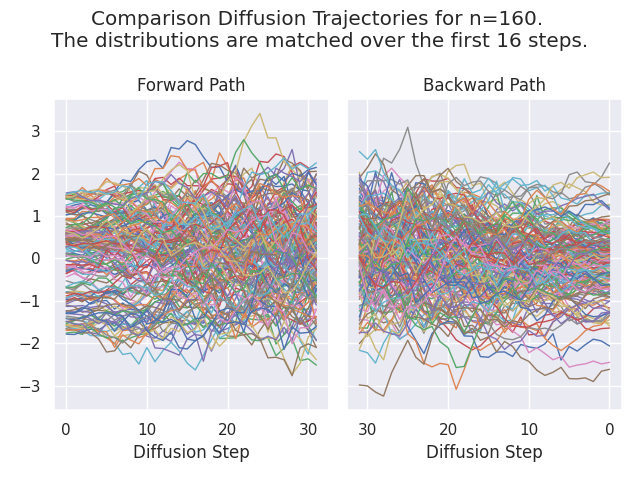 Comparison Diffusion Trajectories for n=160.
The distributions are matched over the first 16 steps.
Forward Path
Backward Path
3
2
1
0
−1
−2
−3
0 10 20 30
30 20 10 0
Diffusion Step
Diffusion Step